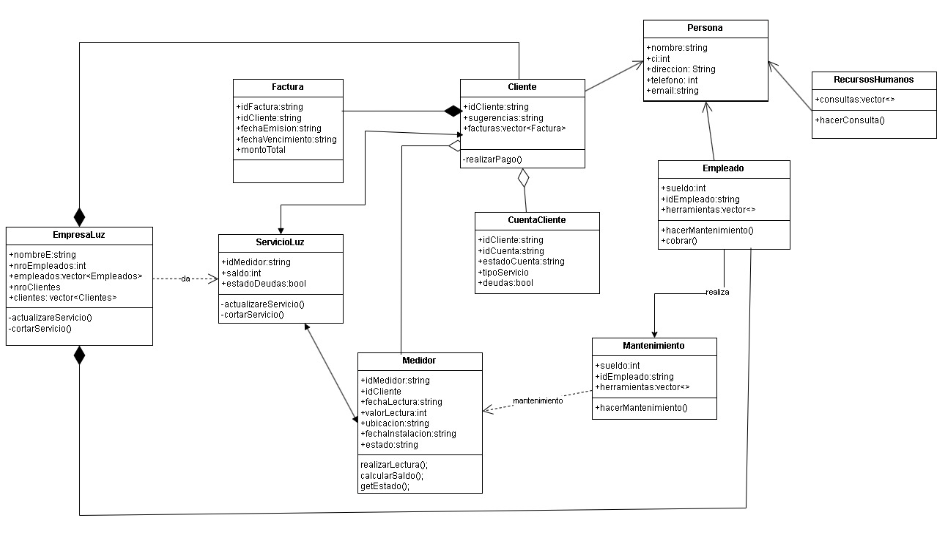 Persona
+nombre:string
+ci:int
+direccion: String
+telefono: int
+email:string
RecursosHumanos
+consultas:vector<>
+hacerConsulta()
Factura
+idFactura:string
+idCliente:string
+fechaEmision:string
+fechaVencimiento:string
+montoTotal
Cliente
+idCliente:string
+sugerencias:string
+facturas:vector<Factura>
-realizarPago()
Empleado
+sueldo:int
+idEmpleado:string
+herramientas:vector<>
+hacerMantenimiento()
+cobrar()
CuentaCliente
+idCliente:string
+idCuenta:string
+estadoCuenta:string
+tipoServicio
+deudas:bool
EmpresaLuz
+nombreE:string
+nroEmpleados:int
+empleados:vector<Empleados>
+nroClientes
+clientes: vector<Clientes>
-actualizareServicio()
-cortarServicio()
da
ServicioLuz
+idMedidor:string
+saldo:int
+estadoDeudas:bool
-actualizareServicio()
-cortarServicio()
realiza
Mantenimiento
+sueldo:int
+idEmpleado:string
+herramientas:vector<>
+hacerMantenimiento()
mantenimiento
Medidor
+idMedidor:string
+idCliente
+fechaLectura:string
+valorLectura:int
+ubicacion:string
+fechaInstalacion:string
+estado:string
realizarLectura();
calcularSaldo();
getEstado();